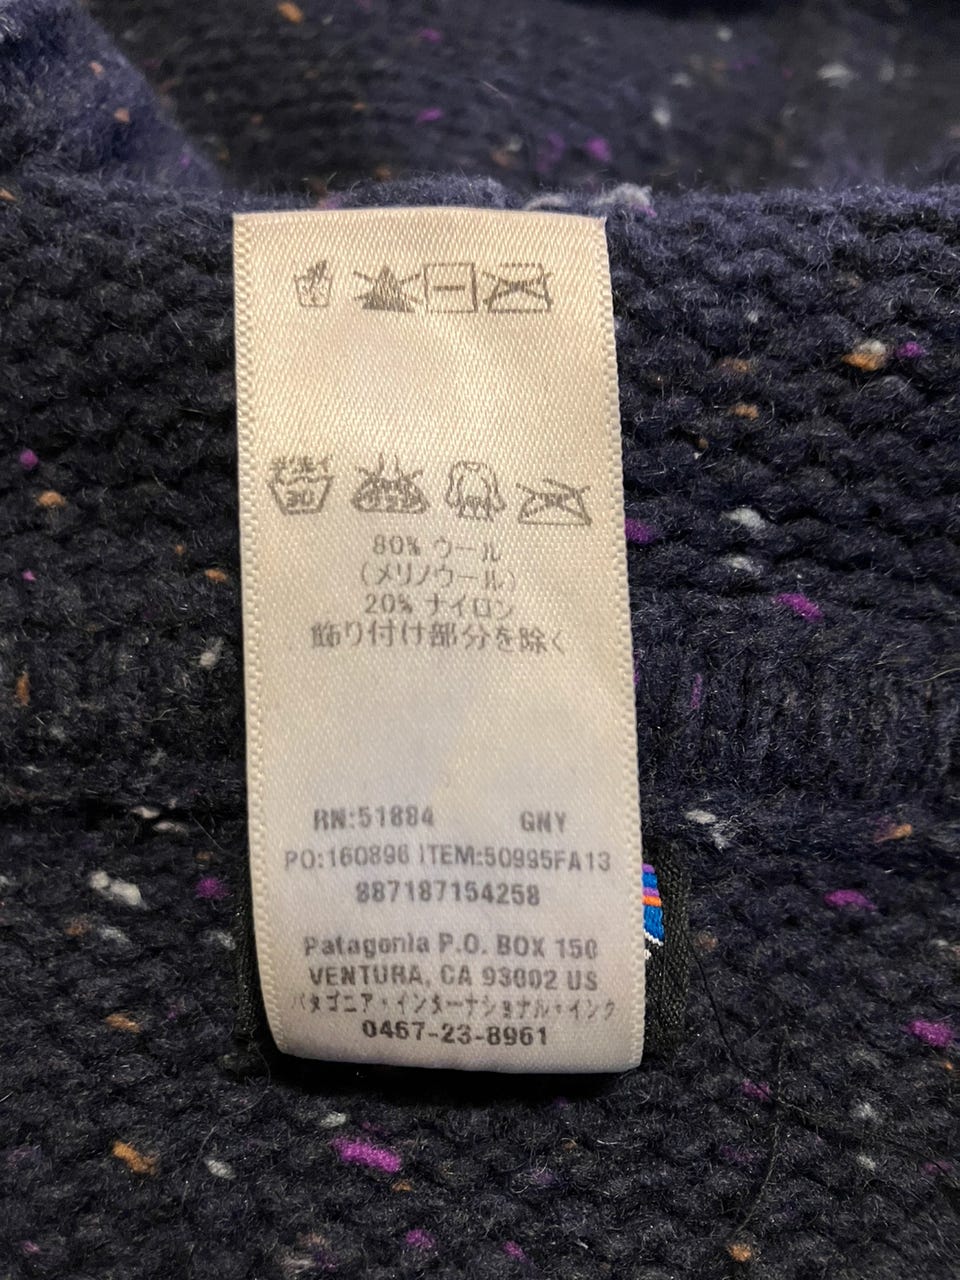 80% ウール
(メリノウール)
20% ナイロン
飾り付け部分を除く
RN:51884 GNY
PO:160896 ITEM:50995FA13
887187154258
Patagonia P.O. BOX 150
VENTURA, CA 93002 US
パタゴニア・インターナショナル・インク
0467-23-8961